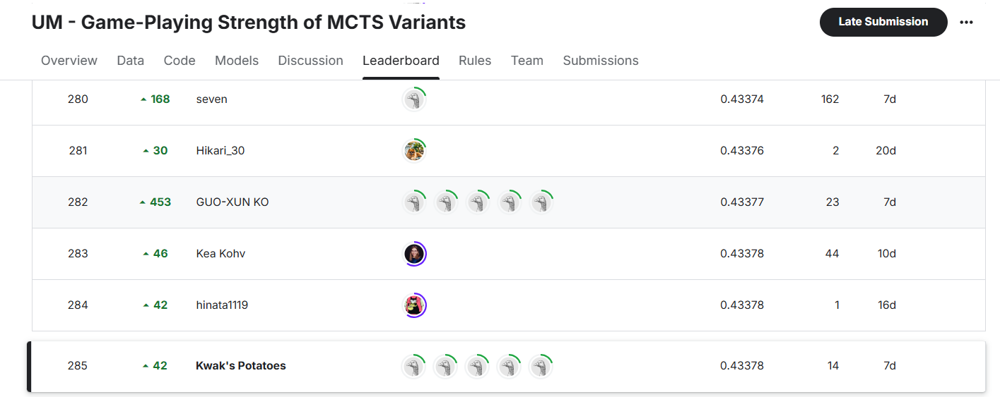 UM - Game-Playing Strength of MCTS Variants
Late Submission
Overview Data Code Models Discussion Leaderboard Rules Team Submissions
280 168 seven 0.43374 162 7d
281 30 Hikari_30 0.43376 2 20d
282 453 GUO-XUN KO 0.43377 23 7d
283 46 Kea Kohv 0.43378 44 10d
284 42 hinata1119 0.43378 1 16d
285 42 Kwak's Potatoes 0.43378 14 7d